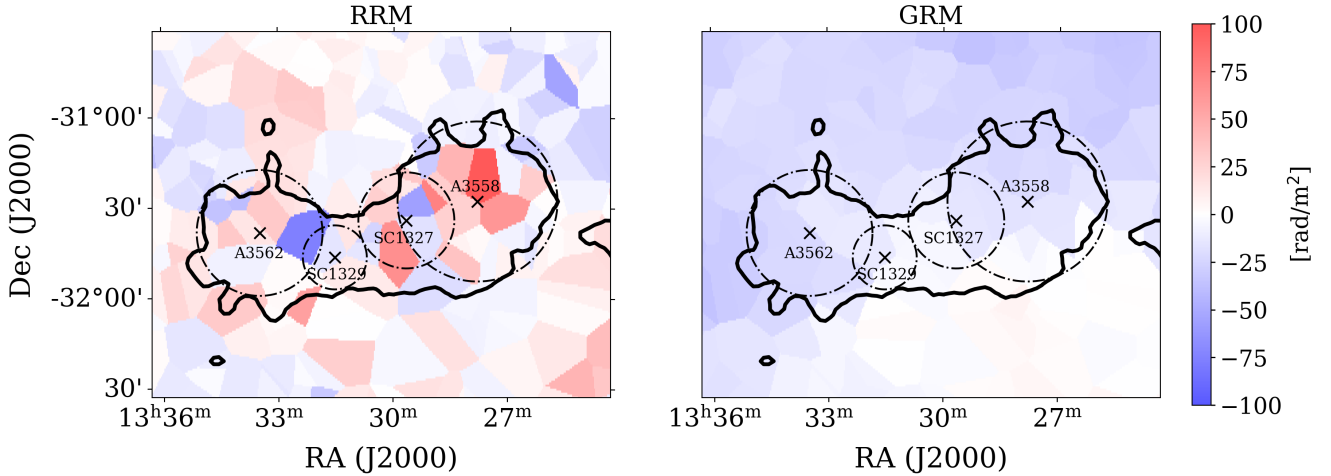 RRM
GRM
Dec (J2000)
-31°00'
30'
-32°00'
30'
A3558
SC1327
A3562
SC1329
A3558
SC1327
A3562
SC1329
13ʰ36ᵐ
33ᵐ
30ᵐ
27ᵐ
13ʰ36ᵐ
33ᵐ
30ᵐ
27ᵐ
RA (J2000)
RA (J2000)
100
75
50
25
0
−25
−50
−75
−100
[rad/m²]